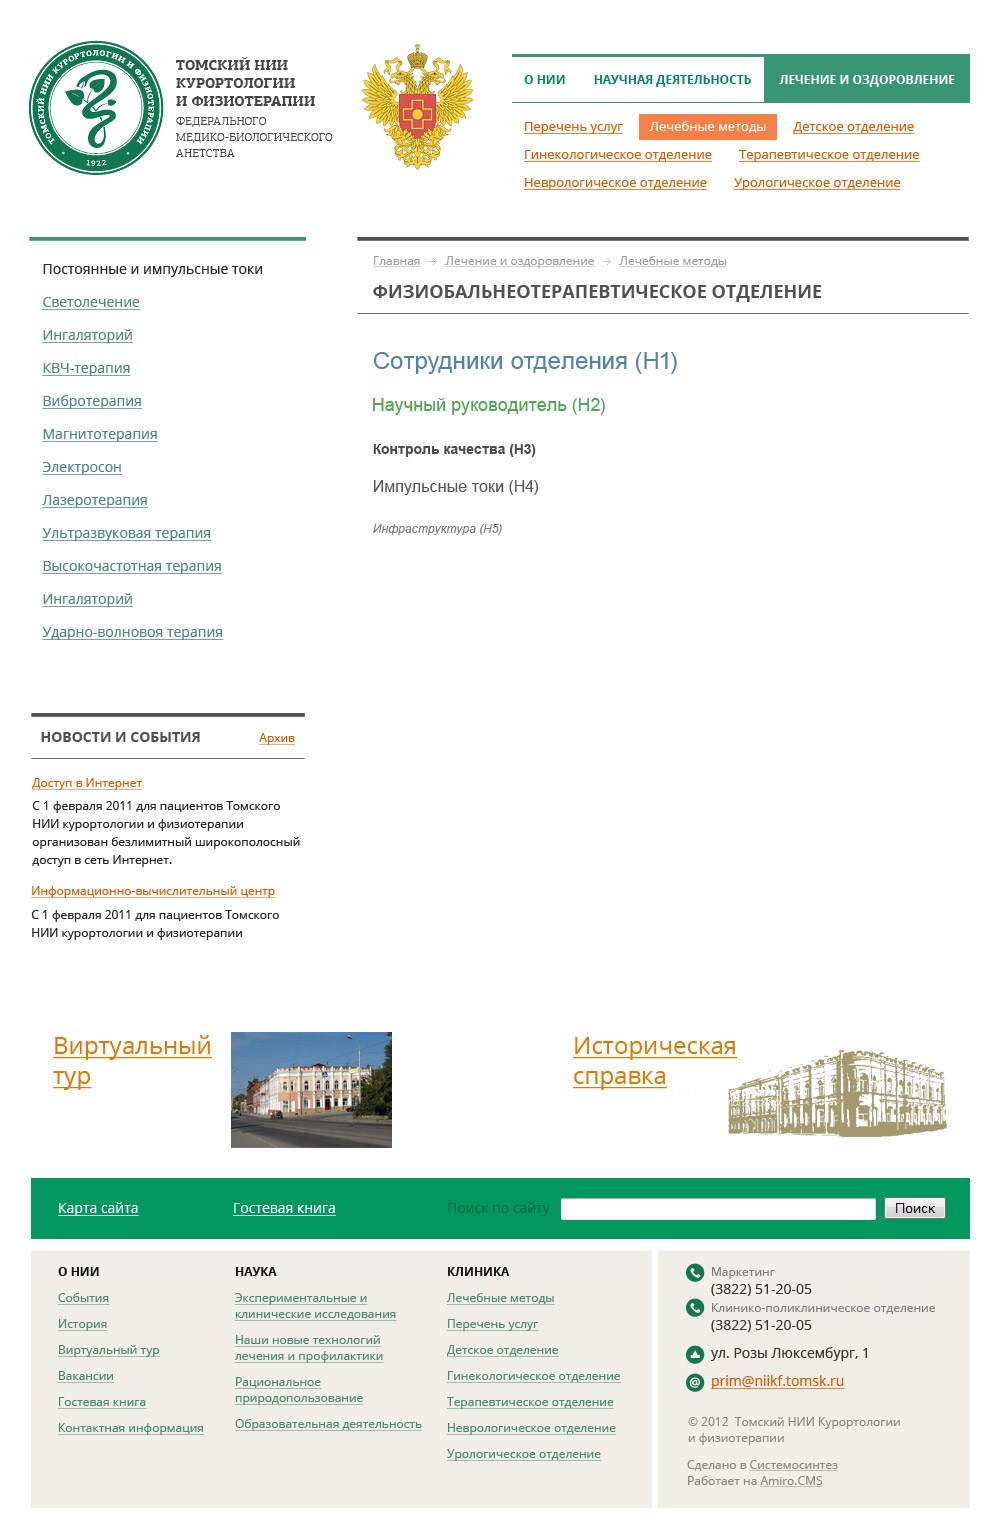 ТОМСКИЙ НИИ КУРОРТОЛОГИИ И ФИЗИОТЕРАПИИ
• 1922 •
ТОМСКИЙ НИИ
КУРОРТОЛОГИИ
И ФИЗИОТЕРАПИИ
ФЕДЕРАЛЬНОГО
МЕДИКО-БИОЛОГИЧЕСКОГО
АНЕТСТВА
О НИИ НАУЧНАЯ ДЕЯТЕЛЬНОСТЬ ЛЕЧЕНИЕ И ОЗДОРОВЛЕНИЕ
Перечень услуг Лечебные методы Детское отделение
Гинекологическое отделение Терапевтическое отделение
Неврологическое отделение Урологическое отделение
Постоянные и импульсные токи
Светолечение
Ингаляторий
КВЧ-терапия
Вибротерапия
Магнитотерапия
Электросон
Лазеротерапия
Ультразвуковая терапия
Высокочастотная терапия
Ингаляторий
Ударно-волновоя терапия
Главная → Лечение и оздоровление → Лечебные методы
ФИЗИОБАЛЬНЕОТЕРАПЕВТИЧЕСКОЕ ОТДЕЛЕНИЕ
Сотрудники отделения (H1)
Научный руководитель (H2)
Контроль качества (H3)
Импульсные токи (H4)
Инфраструктура (H5)
НОВОСТИ И СОБЫТИЯ Архив
Доступ в Интернет
С 1 февраля 2011 для пациентов Томского
НИИ курортологии и физиотерапии
организован безлимитный широкополосный
доступ в сеть Интернет.
Информационно-вычислительный центр
С 1 февраля 2011 для пациентов Томского
НИИ курортологии и физиотерапии
Виртуальный
тур
Историческая
справка
Карта сайта Гостевая книга Поиск по сайту Поиск
О НИИ
События
История
Виртуальный тур
Вакансии
Гостевая книга
Контактная информация
НАУКА
Экспериментальные и
клинические исследования
Наши новые технологий
лечения и профилактики
Рациональное
природопользование
Образовательная деятельность
КЛИНИКА
Лечебные методы
Перечень услуг
Детское отделение
Гинекологическое отделение
Терапевтическое отделение
Неврологическое отделение
Урологическое отделение
Маркетинг
(3822) 51-20-05
Клинико-поликлиническое отделение
(3822) 51-20-05
ул. Розы Люксембург, 1
@ prim@niikf.tomsk.ru
© 2012 Томский НИИ Курортологии
и физиотерапии
Сделано в Системосинтез
Работает на Amiro.CMS